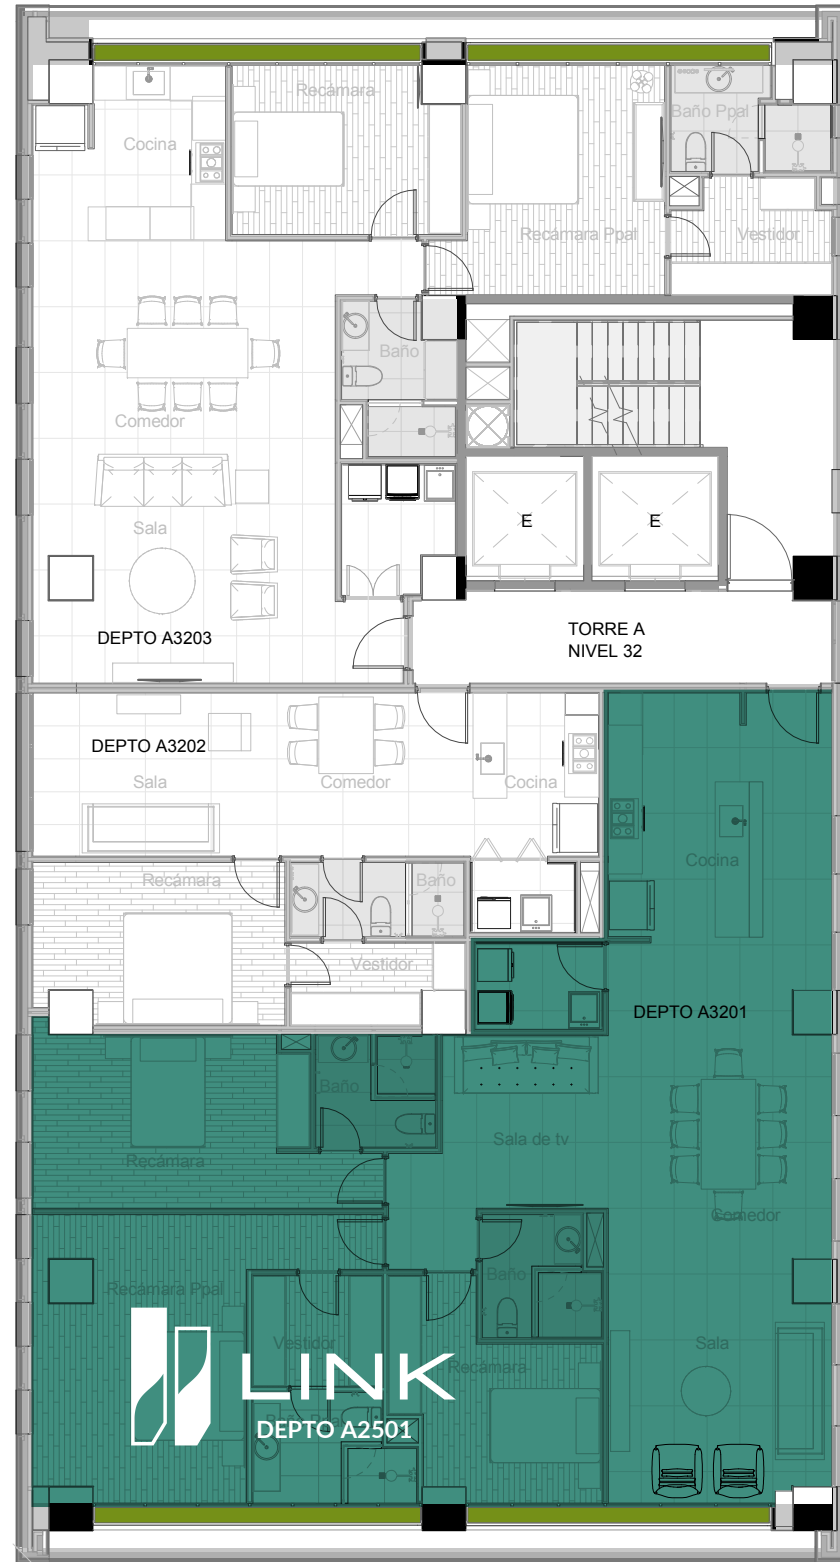 Recámara
Baño Ppal
Cocina
Recámara Ppal
Vestidor
Baño
Comedor
E
E
Sala
DEPTO A3203
TORRE A
NIVEL 32
DEPTO A3202
Sala
Comedor
Cocina
Cocina
Recámara
Baño
Vestidor
DEPTO A3201
Baño
Sala de tv
Recámara
Comedor
Baño
Recámara Ppal
Vestidor
Sala
Recámara
LINK
DEPTO A2501